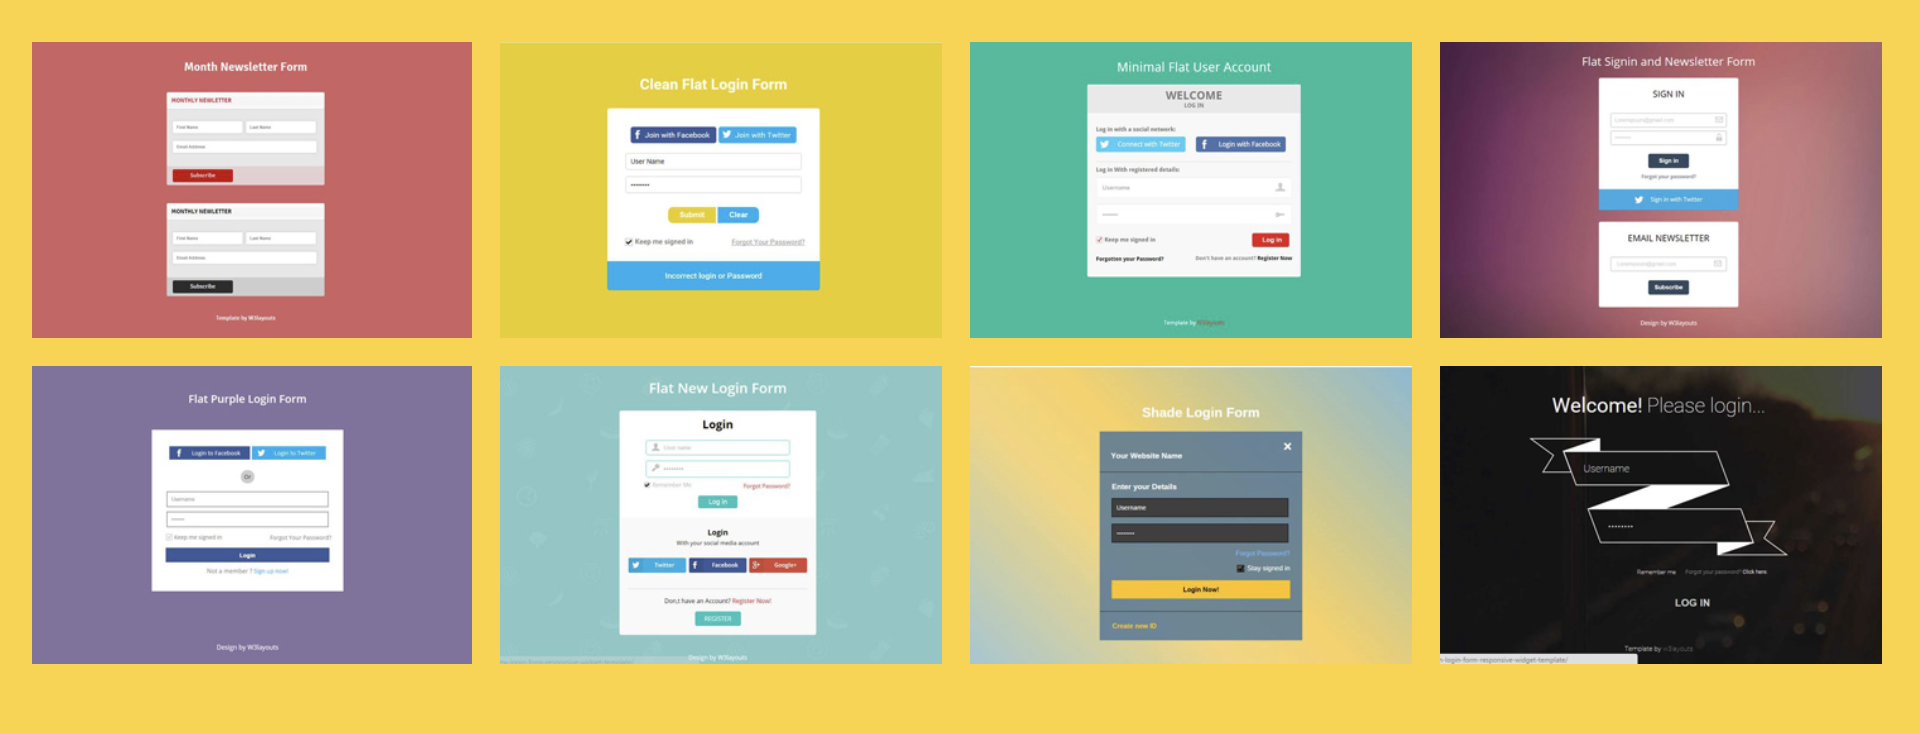 Month Newsletter Form
MONTHLY NEWLETTER
First Name Last Name
Email Address
Subscribe
MONTHLY NEWLETTER
First Name Last Name
Email Address
Subscribe
Template by W3layouts
Clean Flat Login Form
Join with Facebook Join with Twitter
User Name
Submit Clear
Keep me signed in Forgot Your Password?
Incorrect login or Password
Minimal Flat User Account
WELCOME
LOG IN
Log in with a social network:
Connect with Twitter Login with Facebook
Log in With registered details:
Username
Keep me signed in Log in
Forgotten your Password? Don't have an account? Register Now
Template by W3layouts
Flat Signin and Newsletter Form
SIGN IN
Loremipsum@gmail.com
Sign in
Forgot your password?
Sign in with Twitter
EMAIL NEWSLETTER
Loremipsum@gmail.com
Subscribe
Design by W3layouts
Flat Purple Login Form
Login to Facebook Login to Twitter
Or
Username
Keep me signed in Forgot Your Password?
Login
Not a member ? Sign up now!
Design by W3layouts
Flat New Login Form
Login
User name
Remember Me Forgot Password?
Log in
Login
With your social media account
Twitter Facebook Google+
Don,t have an Account? Register Now!
REGISTER
Design by W3layouts
Shade Login Form
Your Website Name
Enter your Details
Username
Forgot Password?
Stay signed in
Login Now!
Create new ID
Welcome! Please login...
Username
Remember me Forgot your password? Click here
LOG IN
Template by w3layouts
-login-form-responsive-widget-template/